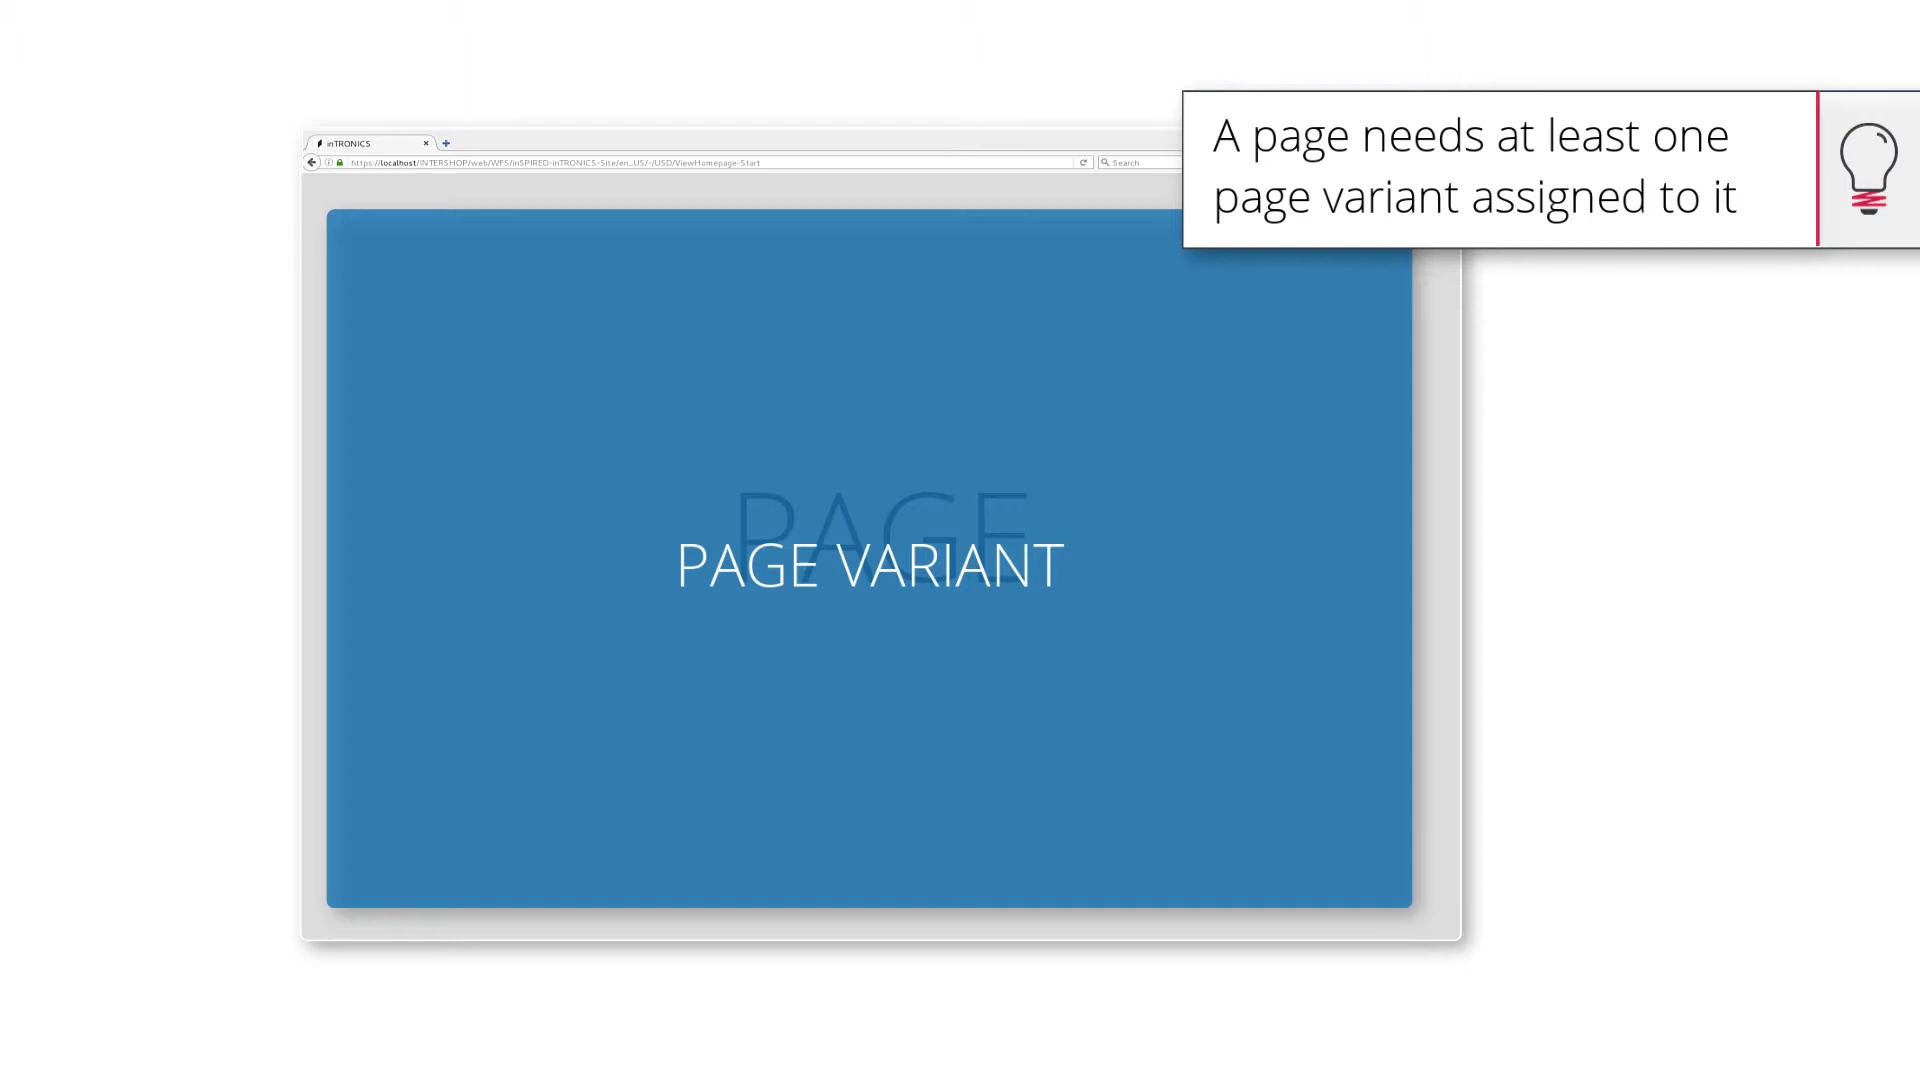 A page needs at least one
page variant assigned to it
inTRONICS
https://localhost/INTERSHOP/web/WFS/inSPIRED-inTRONICS-Site/en_US/-/USD/ViewHomepage-Start
Search
PAGE
PAGE VARIANT